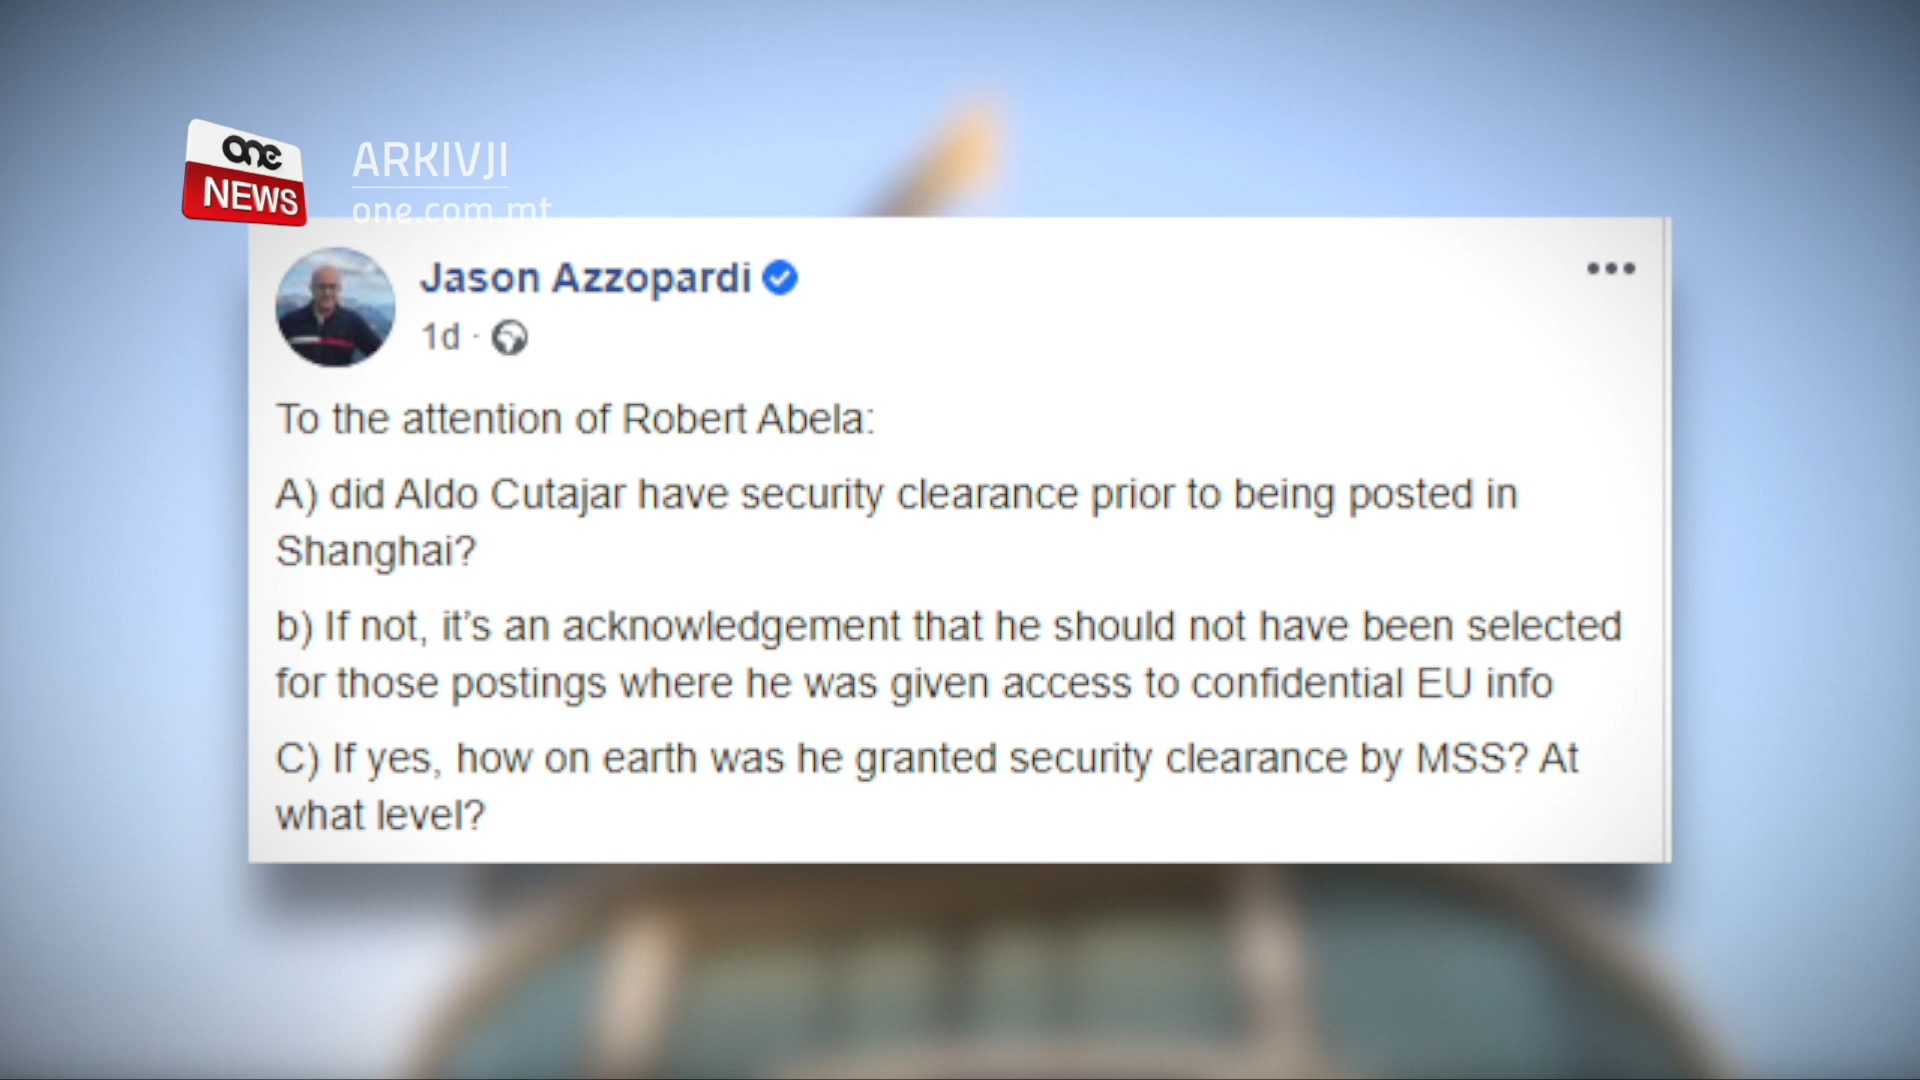 one
NEWS
ARKIVJI
one.com.mt
Jason Azzopardi
1d ·
To the attention of Robert Abela:
A) did Aldo Cutajar have security clearance prior to being posted in
Shanghai?
b) If not, it’s an acknowledgement that he should not have been selected
for those postings where he was given access to confidential EU info
C) If yes, how on earth was he granted security clearance by MSS? At
what level?